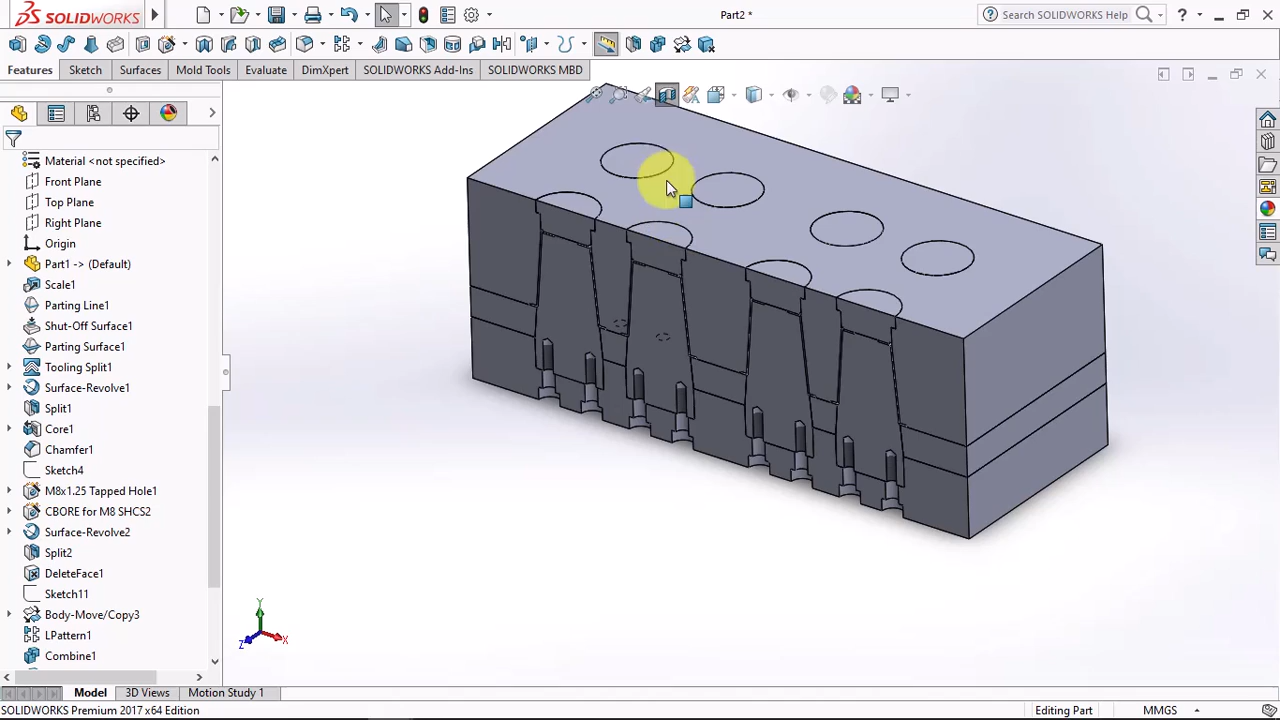 SOLIDWORKS
Part2 *
Search SOLIDWORKS Help
Features
Sketch
Surfaces
Mold Tools
Evaluate
DimXpert
SOLIDWORKS Add-Ins
SOLIDWORKS MBD
Material <not specified>
Front Plane
Top Plane
Right Plane
Origin
Part1 -> (Default)
Scale1
Parting Line1
Shut-Off Surface1
Parting Surface1
Tooling Split1
Surface-Revolve1
Split1
Core1
Chamfer1
Sketch4
M8x1.25 Tapped Hole1
CBORE for M8 SHCS2
Surface-Revolve2
Split2
DeleteFace1
Sketch11
Body-Move/Copy3
LPattern1
Combine1
Y
Z
X
Model
3D Views
Motion Study 1
SOLIDWORKS Premium 2017 x64 Edition
Editing Part
MMGS